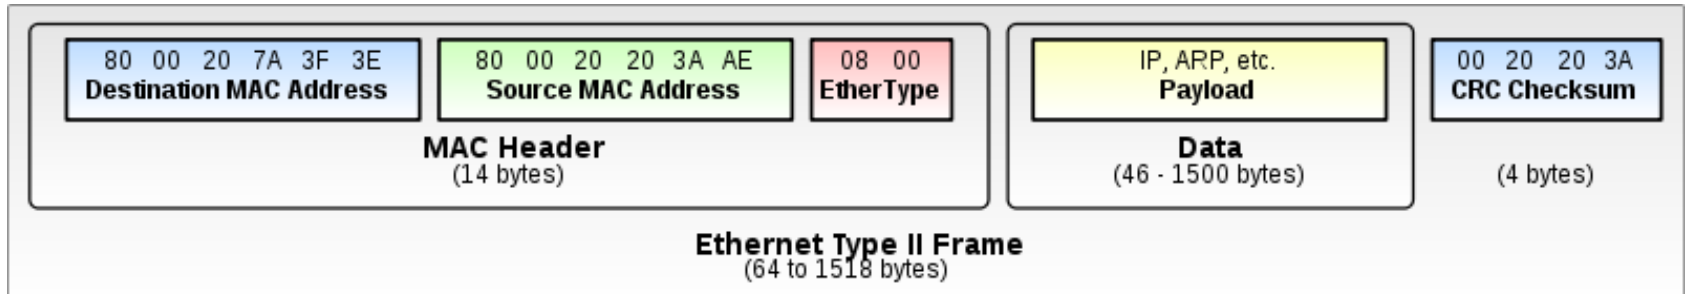 80 00 20 7A 3F 3E
Destination MAC Address
80 00 20 20 3A AE
Source MAC Address
08 00
EtherType
MAC Header
(14 bytes)
IP, ARP, etc.
Payload
Data
(46 - 1500 bytes)
00 20 20 3A
CRC Checksum
(4 bytes)
Ethernet Type II Frame
(64 to 1518 bytes)